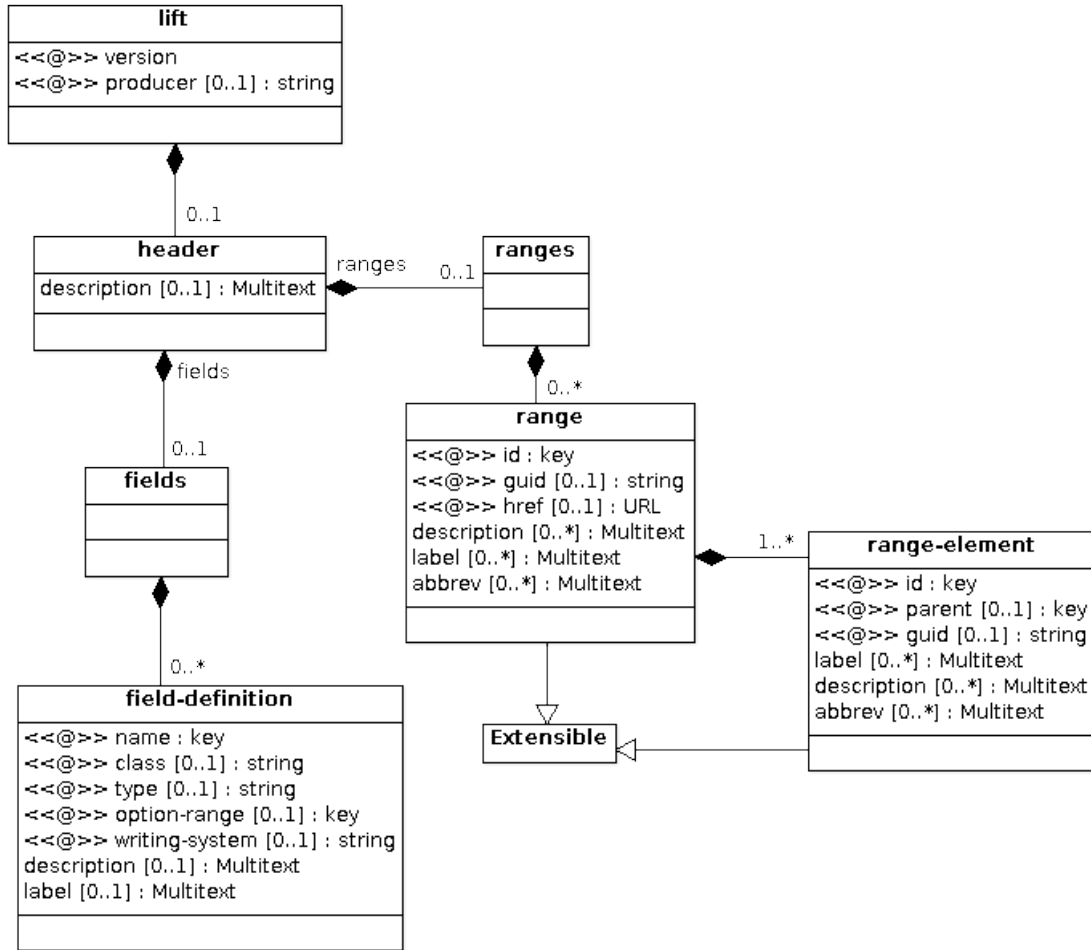 lift
<<@>> version
<<@>> producer [0..1] : string
0..1
header
description [0..1] : Multitext
ranges
0..1
ranges
fields
0..1
0..*
range
<<@>> id : key
<<@>> guid [0..1] : string
<<@>> href [0..1] : URL
description [0..*] : Multitext
label [0..*] : Multitext
abbrev [0..*] : Multitext
fields
1..*
range-element
<<@>> id : key
<<@>> parent [0..1] : key
<<@>> guid [0..1] : string
label [0..*] : Multitext
description [0..*] : Multitext
abbrev [0..*] : Multitext
0..*
field-definition
<<@>> name : key
<<@>> class [0..1] : string
<<@>> type [0..1] : string
<<@>> option-range [0..1] : key
<<@>> writing-system [0..1] : string
description [0..1] : Multitext
label [0..1] : Multitext
Extensible